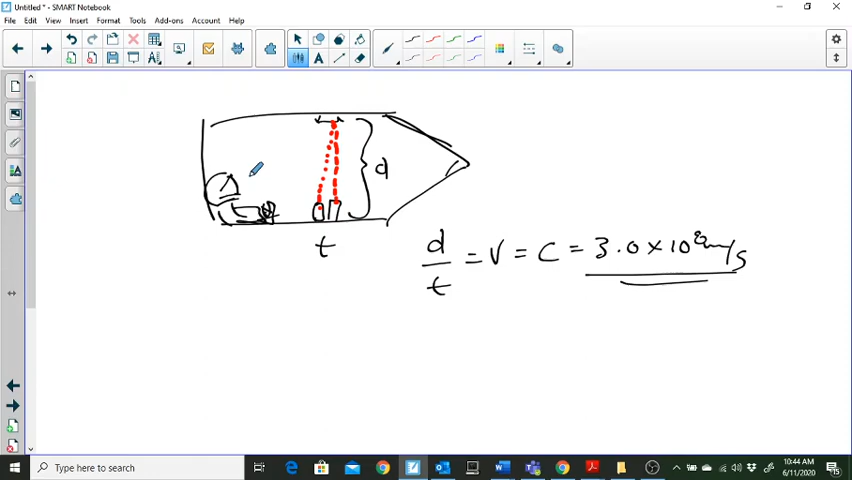 untitled* - SMART Notebook
File Edit View Insert Format Tools Add-ons Account Help
d
t
d
t = V = C = 3.0 × 10⁸ m/s
Type here to search
10:44 AM
6/11/2020